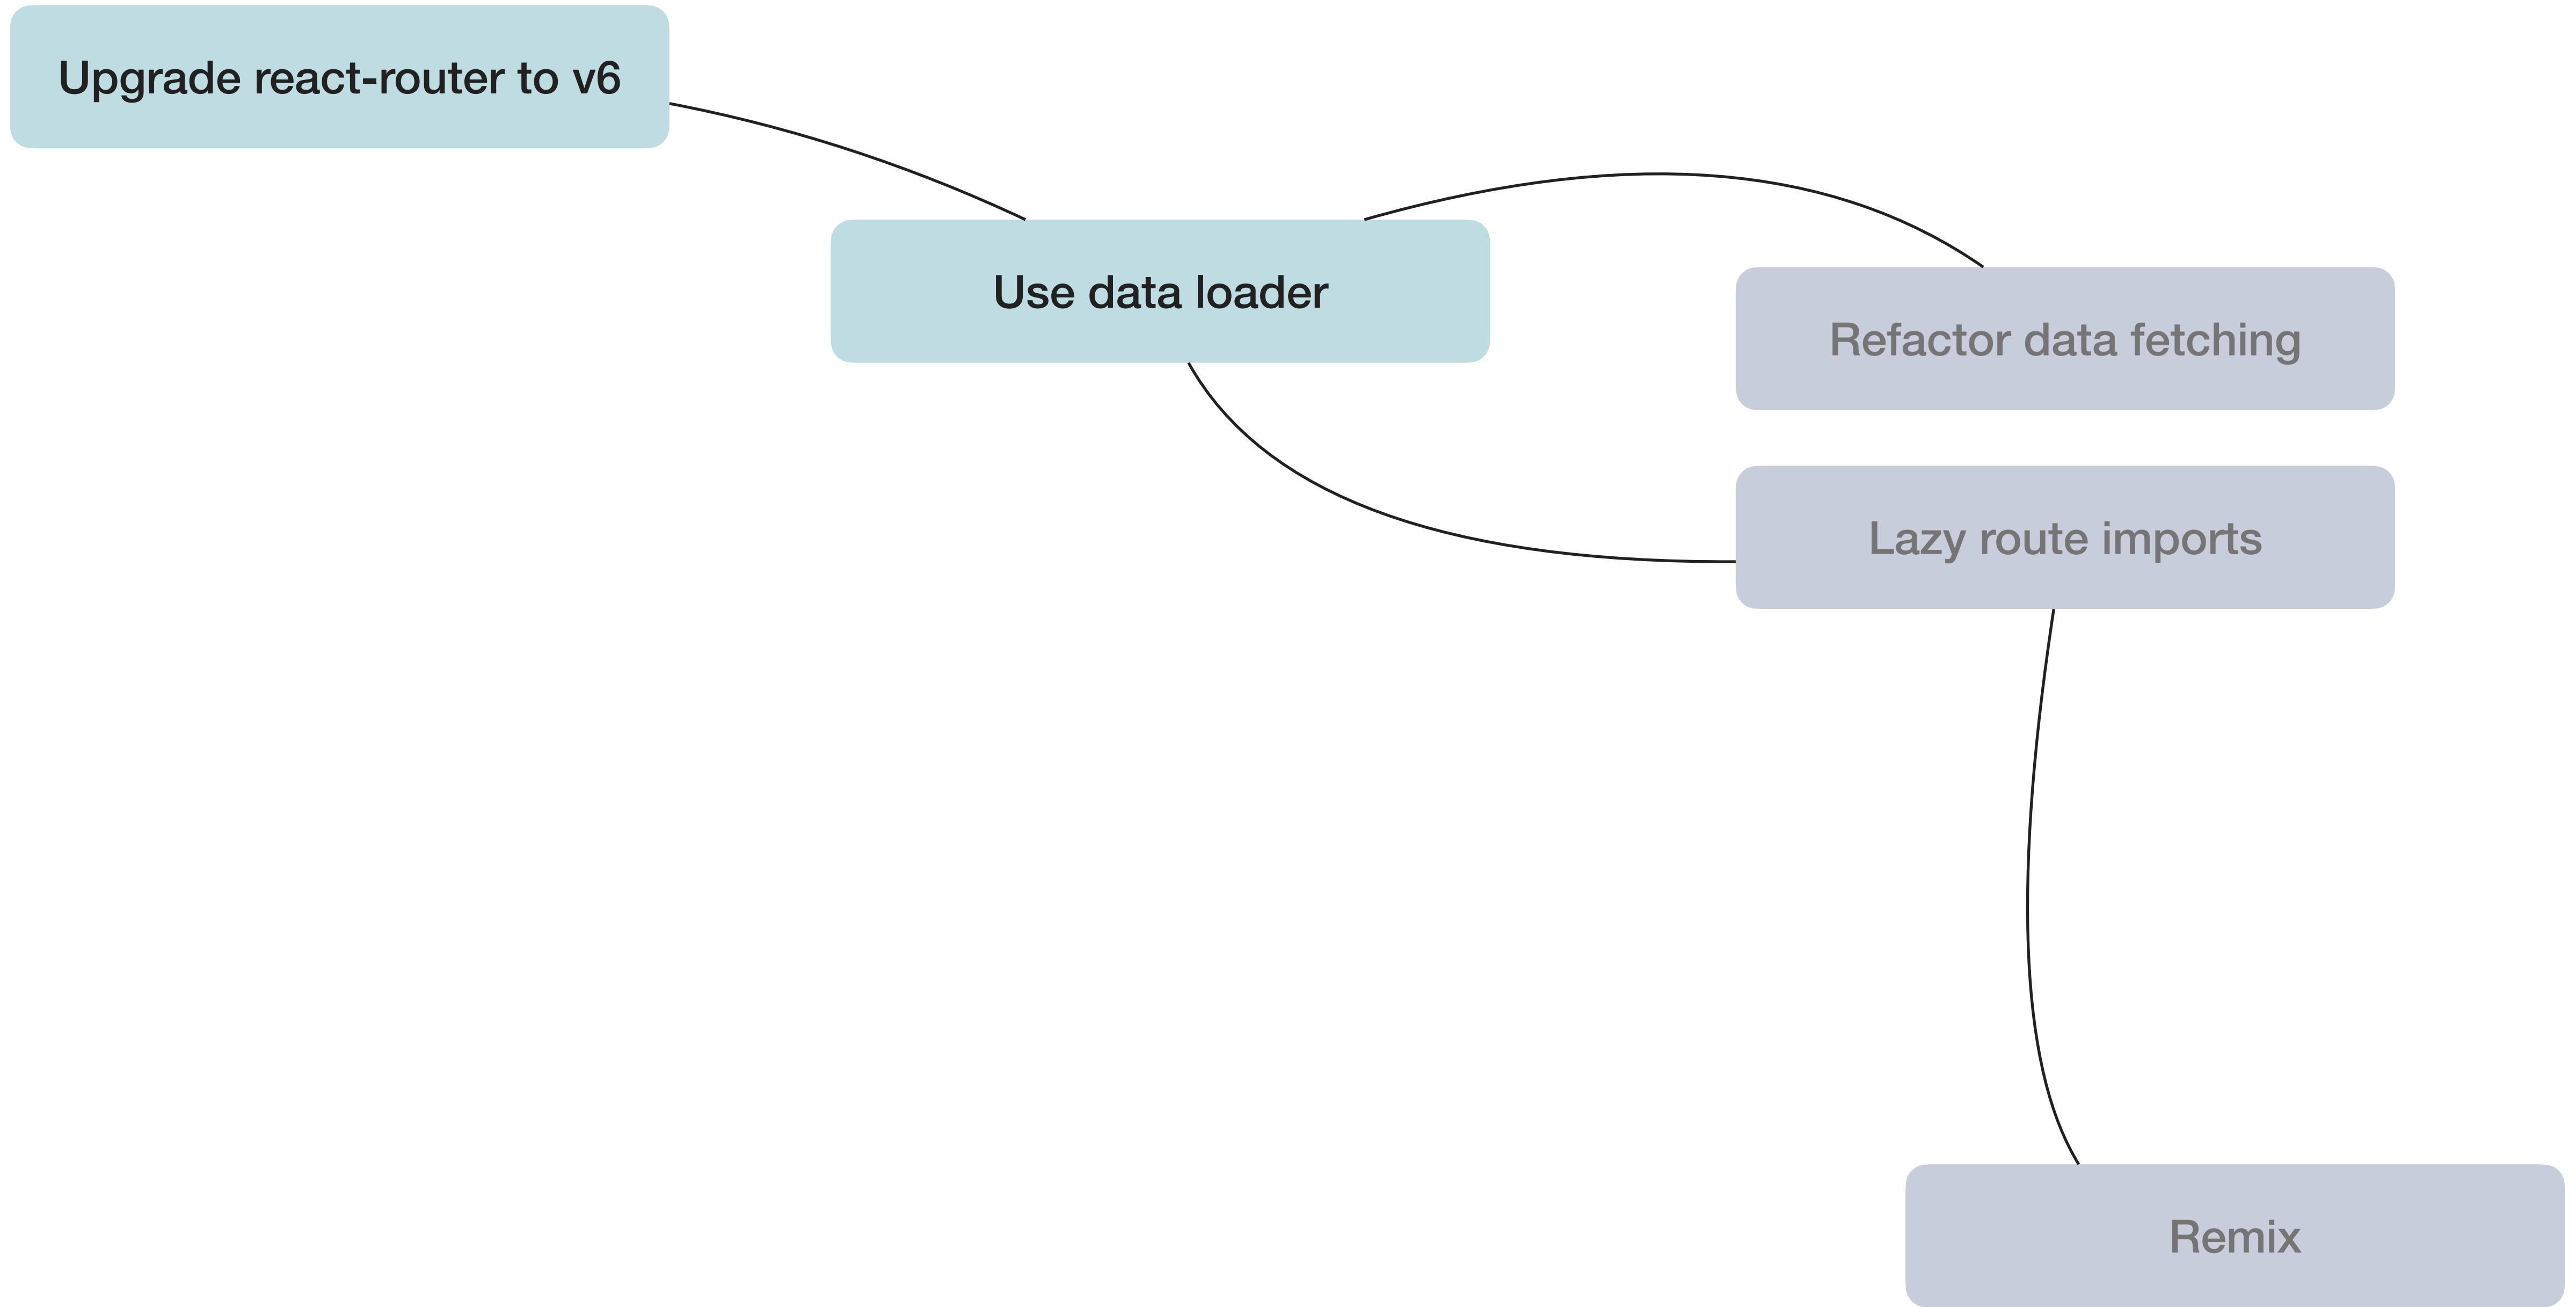 Upgrade react-router to v6
Use data loader
Refactor data fetching
Lazy route imports
Remix